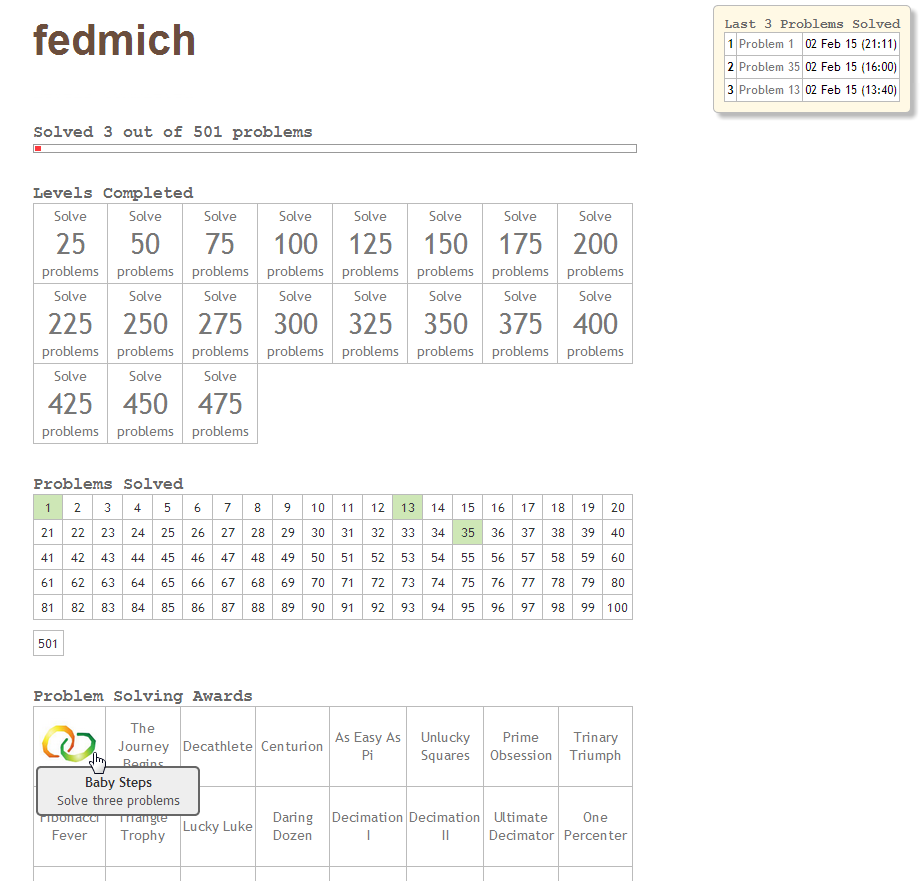 fedmich
Last 3 Problems Solved
1 Problem 1 02 Feb 15 (21:11)
2 Problem 35 02 Feb 15 (16:00)
3 Problem 13 02 Feb 15 (13:40)
Solved 3 out of 501 problems
Levels Completed
Solve Solve Solve Solve Solve Solve Solve Solve
25 50 75 100 125 150 175 200
problems problems problems problems problems problems problems problems
Solve Solve Solve Solve Solve Solve Solve Solve
225 250 275 300 325 350 375 400
problems problems problems problems problems problems problems problems
Solve Solve Solve
425 450 475
problems problems problems
Problems Solved
1 2 3 4 5 6 7 8 9 10 11 12 13 14 15 16 17 18 19 20
21 22 23 24 25 26 27 28 29 30 31 32 33 34 35 36 37 38 39 40
41 42 43 44 45 46 47 48 49 50 51 52 53 54 55 56 57 58 59 60
61 62 63 64 65 66 67 68 69 70 71 72 73 74 75 76 77 78 79 80
81 82 83 84 85 86 87 88 89 90 91 92 93 94 95 96 97 98 99 100
501
Problem Solving Awards
The
Journey
Begins
Decathlete
Centurion
As Easy As
Pi
Unlucky
Squares
Prime
Obsession
Trinary
Triumph
Baby Steps
Solve three problems
Fibonacci
Fever
Triangle
Trophy
Lucky Luke
Daring
Dozen
Decimation
I
Decimation
II
Ultimate
Decimator
One
Percenter